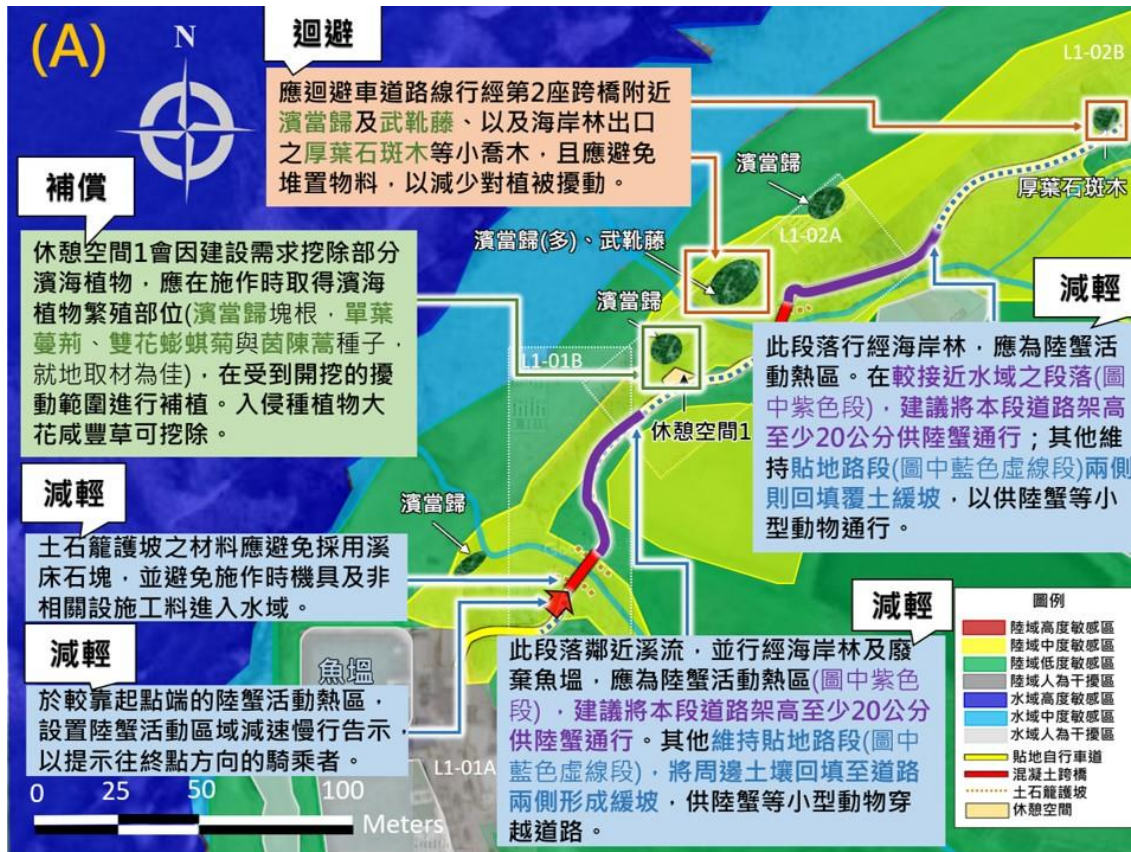 (A)
N
迴避
應迴避車道路線行經第2座跨橋附近
濱當歸及武靴藤、以及海岸林出口
之厚葉石斑木等小喬木，且應避免
堆置物料，以減少對植被擾動。
L1-02B
厚葉石斑木
濱當歸
L1-02A
濱當歸(多)、武靴藤
濱當歸
L1-01B
休憩空間1
補償
休憩空間1會因建設需求挖除部分
濱海植物，應在施作時取得濱海
植物繁殖部位(濱當歸塊根，單葉
蔓荊、雙花蟛蜞菊與茵陳蒿種子，
就地取材為佳)，在受到開挖的擾
動範圍進行補植。入侵種植物大
花咸豐草可挖除。
減輕
此段落行經海岸林，應為陸蟹活
動熱區。在較接近水域之段落(圖
中紫色段)，建議將本段道路架高
至少20公分供陸蟹通行；其他維
持貼地路段(圖中藍色虛線段)兩側
則回填覆土緩坡，以供陸蟹等小
型動物通行。
減輕
土石籠護坡之材料應避免採用溪
床石塊，並避免施作時機具及非
相關設施工料進入水域。
濱當歸
減輕
於較靠起點端的陸蟹活動熱區，
設置陸蟹活動區域減速慢行告示，
以提示往終點方向的騎乘者。
魚塭
L1-01A
減輕
此段落鄰近溪流，並行經海岸林及廢
棄魚塭，應為陸蟹活動熱區(圖中紫色
段)，建議將本段道路架高至少20公分
供陸蟹通行。其他維持貼地路段(圖中
藍色虛線段)，將周邊土壤回填至道路
兩側形成緩坡，供陸蟹等小型動物穿
越道路。
圖例
陸域高度敏感區
陸域中度敏感區
陸域低度敏感區
陸域人為干擾區
水域高度敏感區
水域中度敏感區
水域人為干擾區
貼地自行車道
混凝土跨橋
土石籠護坡
休憩空間
0 25 50 100
Meters